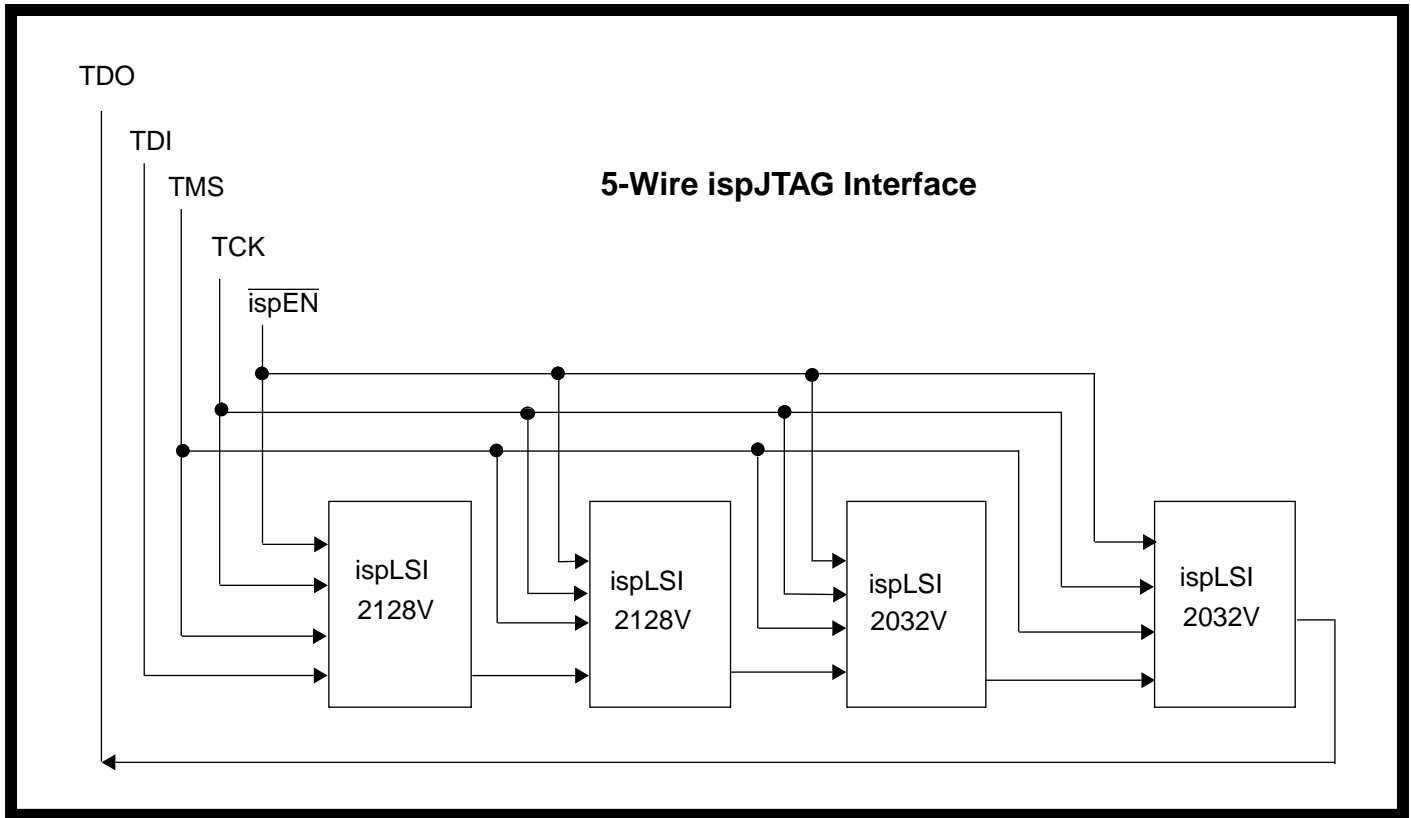 TDO
TDI
TMS
5-Wire ispJTAG Interface
TCK
ispEN
ispLSI
2128V
ispLSI
2128V
ispLSI
2032V
ispLSI
2032V